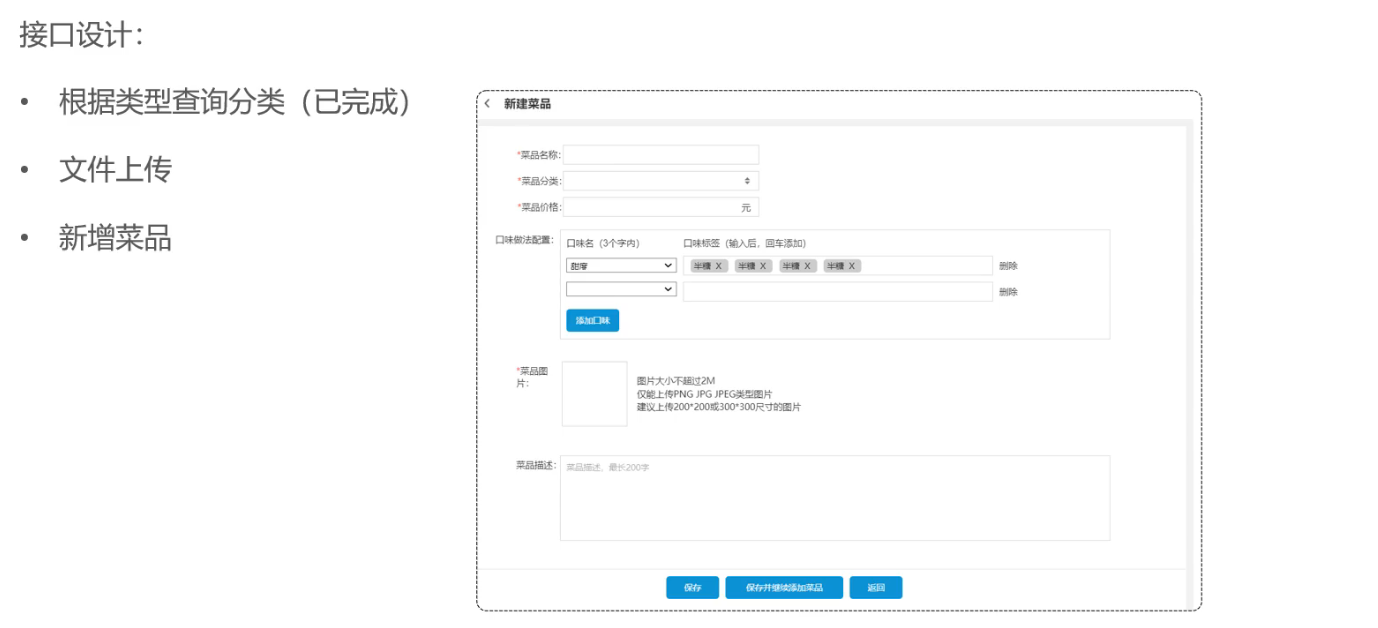 接口设计：
• 根据类型查询分类（已完成）
• 文件上传
• 新增菜品
< 新建菜品
*菜品名称:
*菜品分类:
*菜品价格: 元
口味做法配置: 口味名（3个字内） 口味标签（输入后，回车添加）
甜度 半糖 X 半糖 X 半糖 X 半糖 X 删除
删除
添加口味
*菜品图
片:
图片大小不超过2M
仅能上传PNG JPG JPEG类型图片
建议上传200*200或300*300尺寸的图片
菜品描述: 菜品描述，最长200字
保存 保存并继续添加菜品 返回